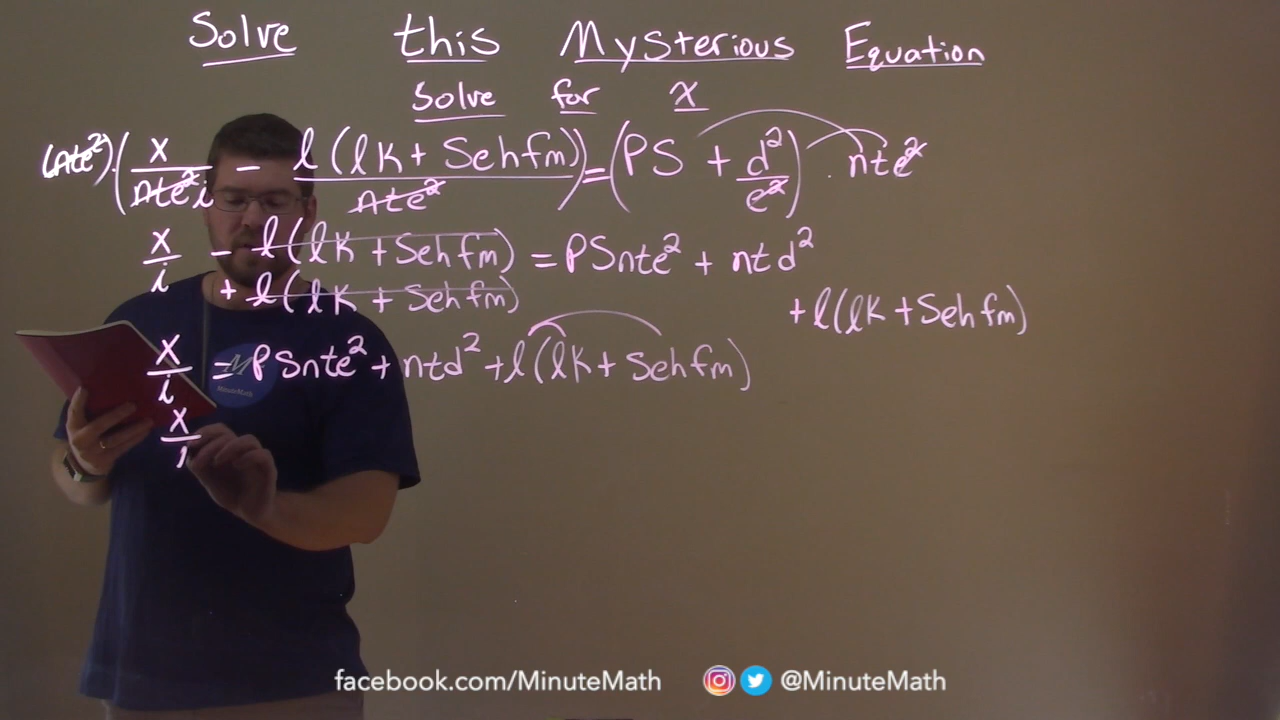 Solve this Mysterious Equation
Solve for x
(nte²)·(x/nte²i - l(lk + Sehfm)/nte²) = (PS + d²/e²) · nte²
x/i - l(lk + Sehfm) = PSnte² + ntd²
+ l(lk + Sehfm) + l(lk + Sehfm)
x/i = PSnte² + ntd² + l(lk + Sehfm)
x/i
M
MinuteMath
facebook.com/MinuteMath @MinuteMath